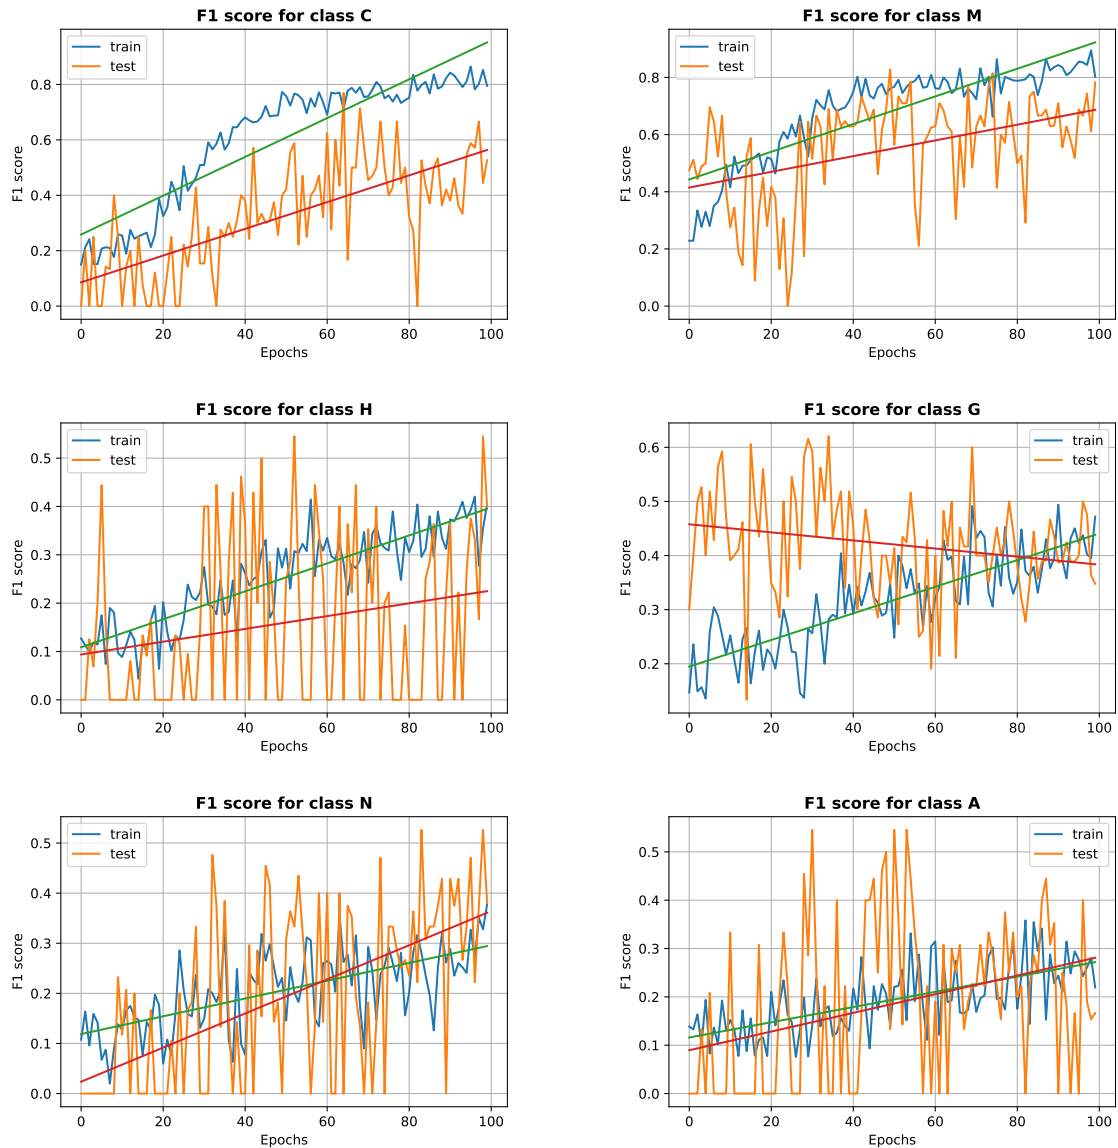 F1 score for class C
train
test
F1 score
0.8
0.6
0.4
0.2
0.0
0 20 40 60 80 100
Epochs
F1 score for class M
train
test
F1 score
0.8
0.6
0.4
0.2
0.0
0 20 40 60 80 100
Epochs
F1 score for class H
train
test
F1 score
0.5
0.4
0.3
0.2
0.1
0.0
0 20 40 60 80 100
Epochs
F1 score for class G
train
test
F1 score
0.6
0.5
0.4
0.3
0.2
0 20 40 60 80 100
Epochs
F1 score for class N
train
test
F1 score
0.5
0.4
0.3
0.2
0.1
0.0
0 20 40 60 80 100
Epochs
F1 score for class A
train
test
F1 score
0.5
0.4
0.3
0.2
0.1
0.0
0 20 40 60 80 100
Epochs